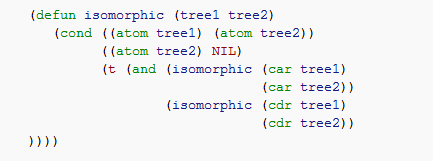 (defun isomorphic (tree1 tree2)
   (cond ((atom tree1) (atom tree2))
         ((atom tree2) NIL)
         (t (and (isomorphic (car tree1)
                             (car tree2))
                 (isomorphic (cdr tree1)
                             (cdr tree2))
))))